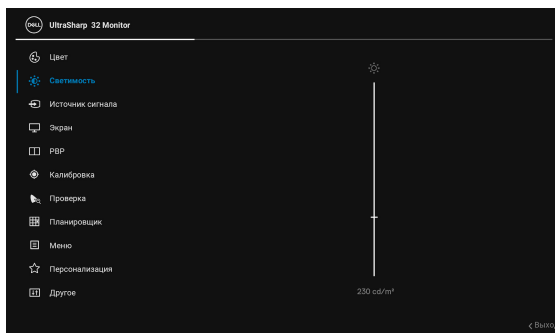 DELL UltraSharp 32 Monitor
Цвет
Светимость
Источник сигнала
Экран
PBP
Калибровка
Проверка
Планировщик
Меню
Персонализация
Другое
230 cd/m²
Выхо